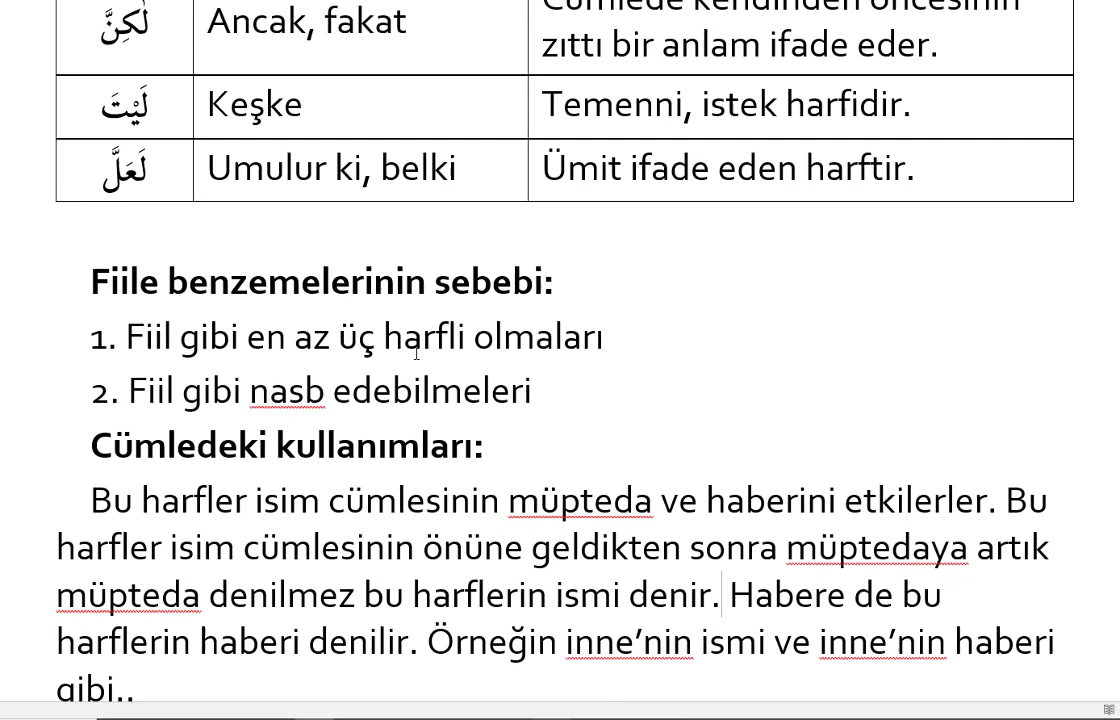 Cümlede kendinden öncesinin
لَكِنَّ Ancak, fakat
zıttı bir anlam ifade eder.
لَيْتَ Keşke Temenni, istek harfidir.
لَعَلَّ Umulur ki, belki Ümit ifade eden harftir.
Fiile benzemelerinin sebebi:
1. Fiil gibi en az üç harfli olmaları
2. Fiil gibi nasb edebilmeleri
Cümledeki kullanımları:
Bu harfler isim cümlesinin müpteda ve haberini etkilerler. Bu
harfler isim cümlesinin önüne geldikten sonra müptedaya artık
müpteda denilmez bu harflerin ismi denir. Habere de bu
harflerin haberi denilir. Örneğin inne’nin ismi ve inne’nin haberi
gibi..